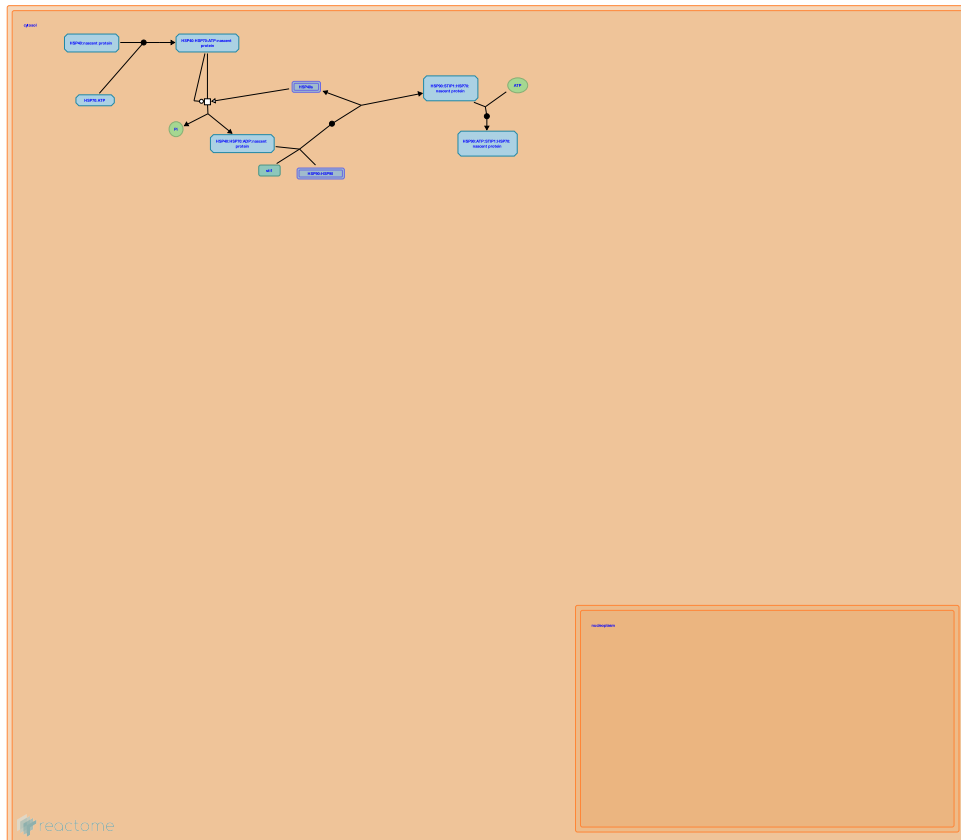 cytosol
HSP40:nascent protein
HSP40:HSP70:ATP:nascent
protein
HSP70:ATP
HSP40s
HSP90:STIP1:HSP70:
nascent protein
ATP
Pi
HSP40:HSP70:ADP:nascent
protein
HSP90:ATP:STIP1:HSP70:
nascent protein
HSP90:HSP90
nucleoplasm
reactome